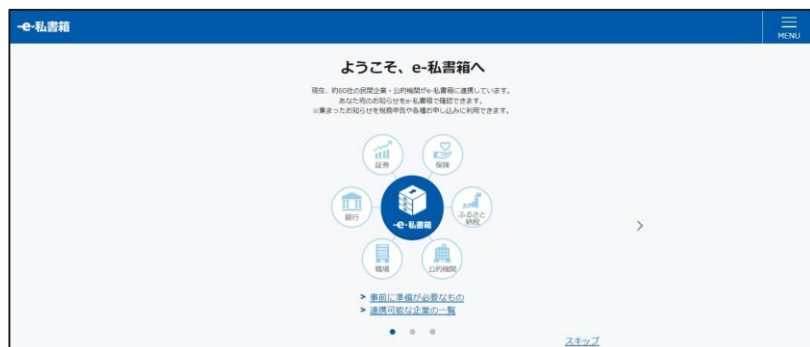 -e-私書箱
MENU
ようこそ、e-私書箱へ
現在、約60社の民間企業・公的機関がe-私書箱に連携しています。
あなた宛のお知らせをe-私書箱で確認できます。
※集まったお知らせを税務申告や各種お申し込みに利用できます。
証券
保険
銀行
-e-私書箱
ふるさと
納税
職場
公的機関
> 事前に準備が必要なもの
> 連携可能な企業の一覧
スキップ